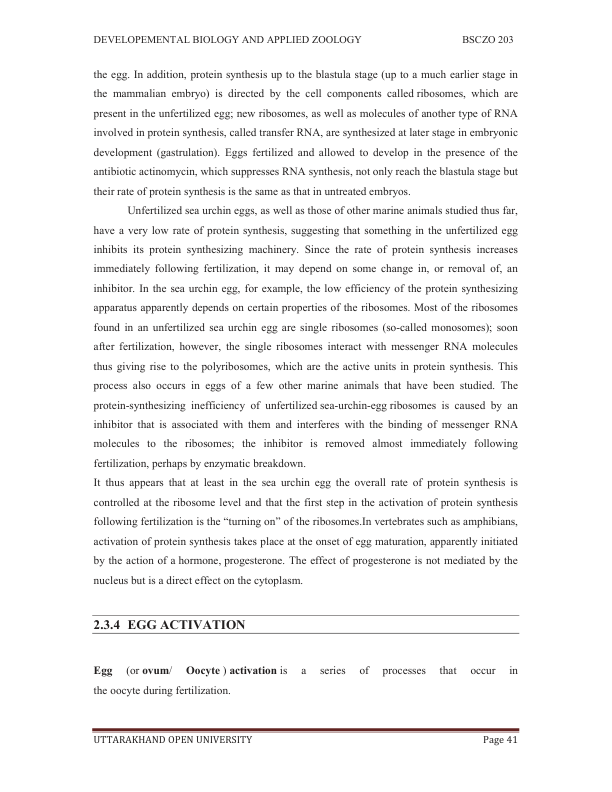 DEVELOPEMENTAL BIOLOGY AND APPLIED ZOOLOGY BSCZO 203
the egg. In addition, protein synthesis up to the blastula stage (up to a much earlier stage in
the mammalian embryo) is directed by the cell components called ribosomes, which are
present in the unfertilized egg; new ribosomes, as well as molecules of another type of RNA
involved in protein synthesis, called transfer RNA, are synthesized at later stage in embryonic
development (gastrulation). Eggs fertilized and allowed to develop in the presence of the
antibiotic actinomycin, which suppresses RNA synthesis, not only reach the blastula stage but
their rate of protein synthesis is the same as that in untreated embryos.
Unfertilized sea urchin eggs, as well as those of other marine animals studied thus far,
have a very low rate of protein synthesis, suggesting that something in the unfertilized egg
inhibits its protein synthesizing machinery. Since the rate of protein synthesis increases
immediately following fertilization, it may depend on some change in, or removal of, an
inhibitor. In the sea urchin egg, for example, the low efficiency of the protein synthesizing
apparatus apparently depends on certain properties of the ribosomes. Most of the ribosomes
found in an unfertilized sea urchin egg are single ribosomes (so-called monosomes); soon
after fertilization, however, the single ribosomes interact with messenger RNA molecules
thus giving rise to the polyribosomes, which are the active units in protein synthesis. This
process also occurs in eggs of a few other marine animals that have been studied. The
protein-synthesizing inefficiency of unfertilized sea-urchin-egg ribosomes is caused by an
inhibitor that is associated with them and interferes with the binding of messenger RNA
molecules to the ribosomes; the inhibitor is removed almost immediately following
fertilization, perhaps by enzymatic breakdown.
It thus appears that at least in the sea urchin egg the overall rate of protein synthesis is
controlled at the ribosome level and that the first step in the activation of protein synthesis
following fertilization is the “turning on” of the ribosomes.In vertebrates such as amphibians,
activation of protein synthesis takes place at the onset of egg maturation, apparently initiated
by the action of a hormone, progesterone. The effect of progesterone is not mediated by the
nucleus but is a direct effect on the cytoplasm.
2.3.4 EGG ACTIVATION
Egg (or ovum/ Oocyte ) activation is a series of processes that occur in
the oocyte during fertilization.
UTTARAKHAND OPEN UNIVERSITY Page 41